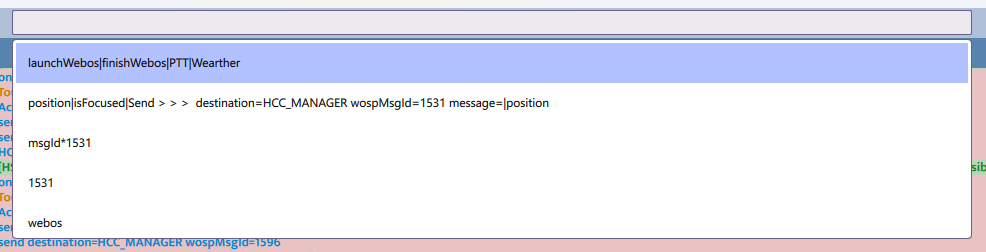 launchWebos|finishWebos|PTT|Wearther
position|isFocused|Send > > >  destination=HCC_MANAGER wospMsgId=1531 message=|position
msgId*1531
1531
webos
send destination=HCC_MANAGER wospMsgId=1596